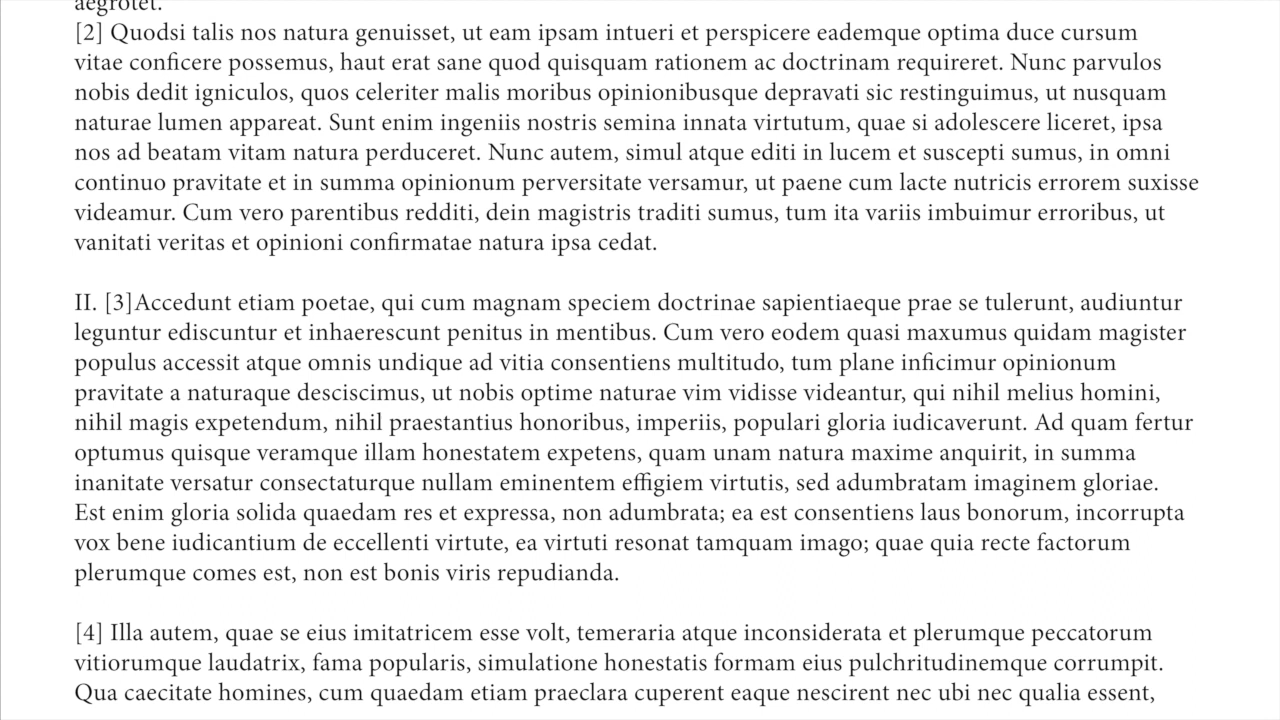 aegrotet.
[2] Quodsi talis nos natura genuisset, ut eam ipsam intueri et perspicere eademque optima duce cursum
vitae conficere possemus, haut erat sane quod quisquam rationem ac doctrinam requireret. Nunc parvulos
nobis dedit igniculos, quos celeriter malis moribus opinionibusque depravati sic restinguimus, ut nusquam
naturae lumen appareat. Sunt enim ingeniis nostris semina innata virtutum, quae si adolescere liceret, ipsa
nos ad beatam vitam natura perduceret. Nunc autem, simul atque editi in lucem et suscepti sumus, in omni
continuo pravitate et in summa opinionum perversitate versamur, ut paene cum lacte nutricis errorem suxisse
videamur. Cum vero parentibus redditi, dein magistris traditi sumus, tum ita variis imbuimur erroribus, ut
vanitati veritas et opinioni confirmatae natura ipsa cedat.
II. [3]Accedunt etiam poetae, qui cum magnam speciem doctrinae sapientiaeque prae se tulerunt, audiuntur
leguntur ediscuntur et inhaerescunt penitus in mentibus. Cum vero eodem quasi maxumus quidam magister
populus accessit atque omnis undique ad vitia consentiens multitudo, tum plane inficimur opinionum
pravitate a naturaque desciscimus, ut nobis optime naturae vim vidisse videantur, qui nihil melius homini,
nihil magis expetendum, nihil praestantius honoribus, imperiis, populari gloria iudicaverunt. Ad quam fertur
optumus quisque veramque illam honestatem expetens, quam unam natura maxime anquirit, in summa
inanitate versatur consectaturque nullam eminentem effigiem virtutis, sed adumbratam imaginem gloriae.
Est enim gloria solida quaedam res et expressa, non adumbrata; ea est consentiens laus bonorum, incorrupta
vox bene iudicantium de eccellenti virtute, ea virtuti resonat tamquam imago; quae quia recte factorum
plerumque comes est, non est bonis viris repudianda.
[4] Illa autem, quae se eius imitatricem esse volt, temeraria atque inconsiderata et plerumque peccatorum
vitiorumque laudatrix, fama popularis, simulatione honestatis formam eius pulchritudinemque corrumpit.
Qua caecitate homines, cum quaedam etiam praeclara cuperent eaque nescirent nec ubi nec qualia essent,